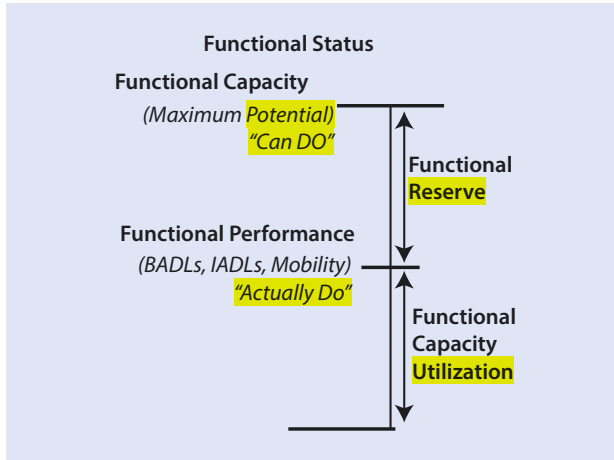 Functional Status
Functional Capacity
(Maximum Potential)
“Can DO”
Functional
Reserve
Functional Performance
(BADLs, IADLs, Mobility)
“Actually Do”
Functional
Capacity
Utilization